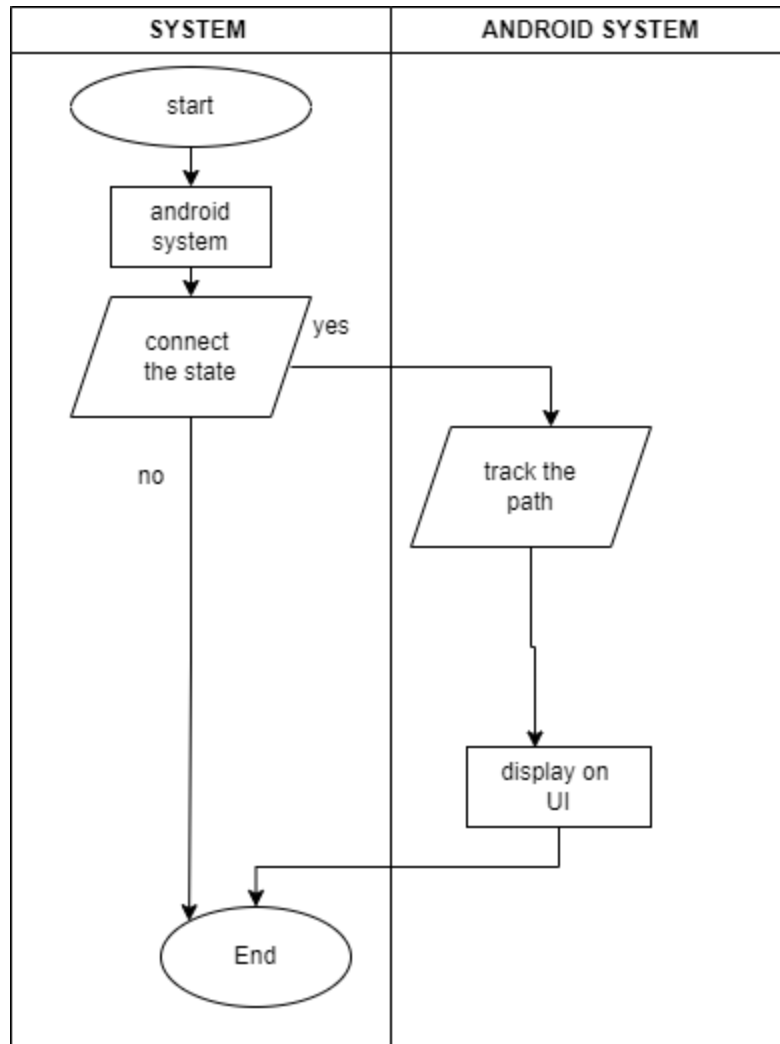 SYSTEM
ANDROID SYSTEM
start
android
system
connect
the state
yes
no
track the
path
display on
UI
End